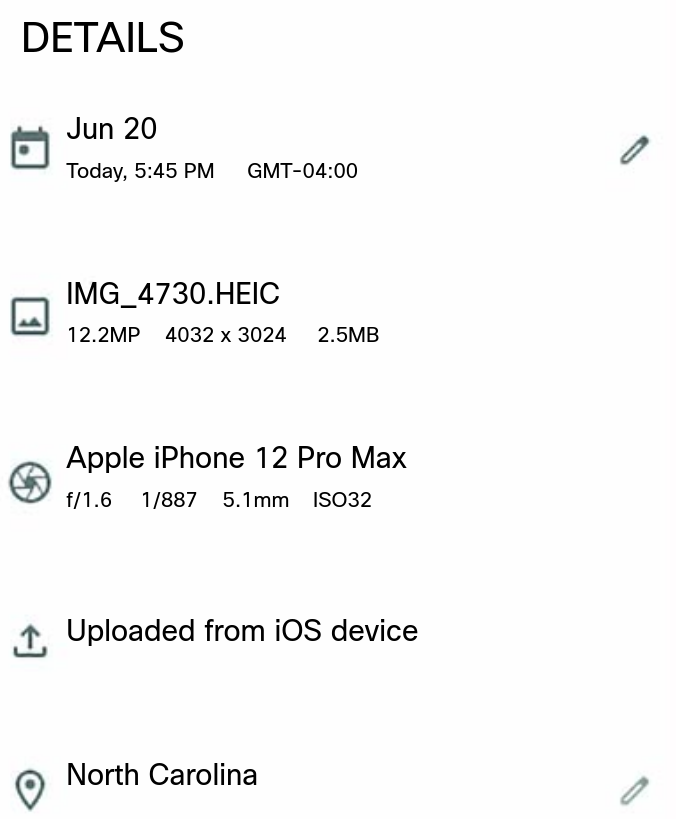 DETAILS
Jun 20
Today, 5:45 PM GMT-04:00
IMG_4730.HEIC
12.2MP 4032 x 3024 2.5MB
Apple iPhone 12 Pro Max
f/1.6 1/887 5.1mm ISO32
Uploaded from iOS device
North Carolina